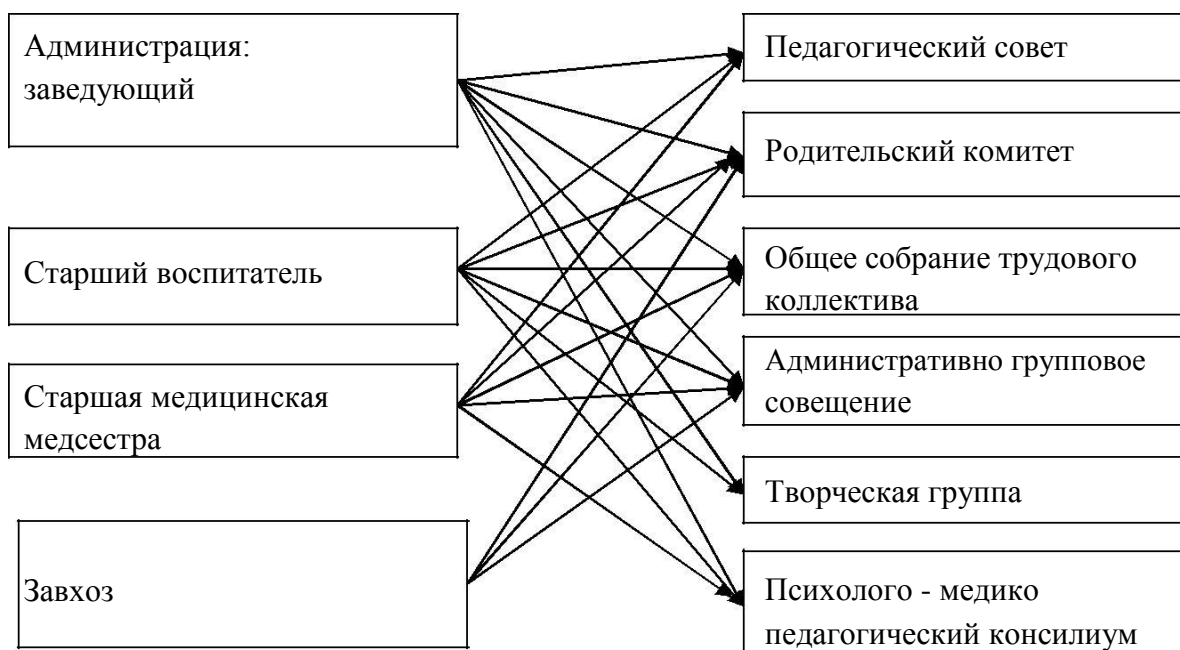 Администрация:
заведующий
Старший воспитатель
Старшая медицинская
медсестра
Завхоз
Педагогический совет
Родительский комитет
Общее собрание трудового
коллектива
Административно групповое
совещение
Творческая группа
Психолого - медико
педагогический консилиум